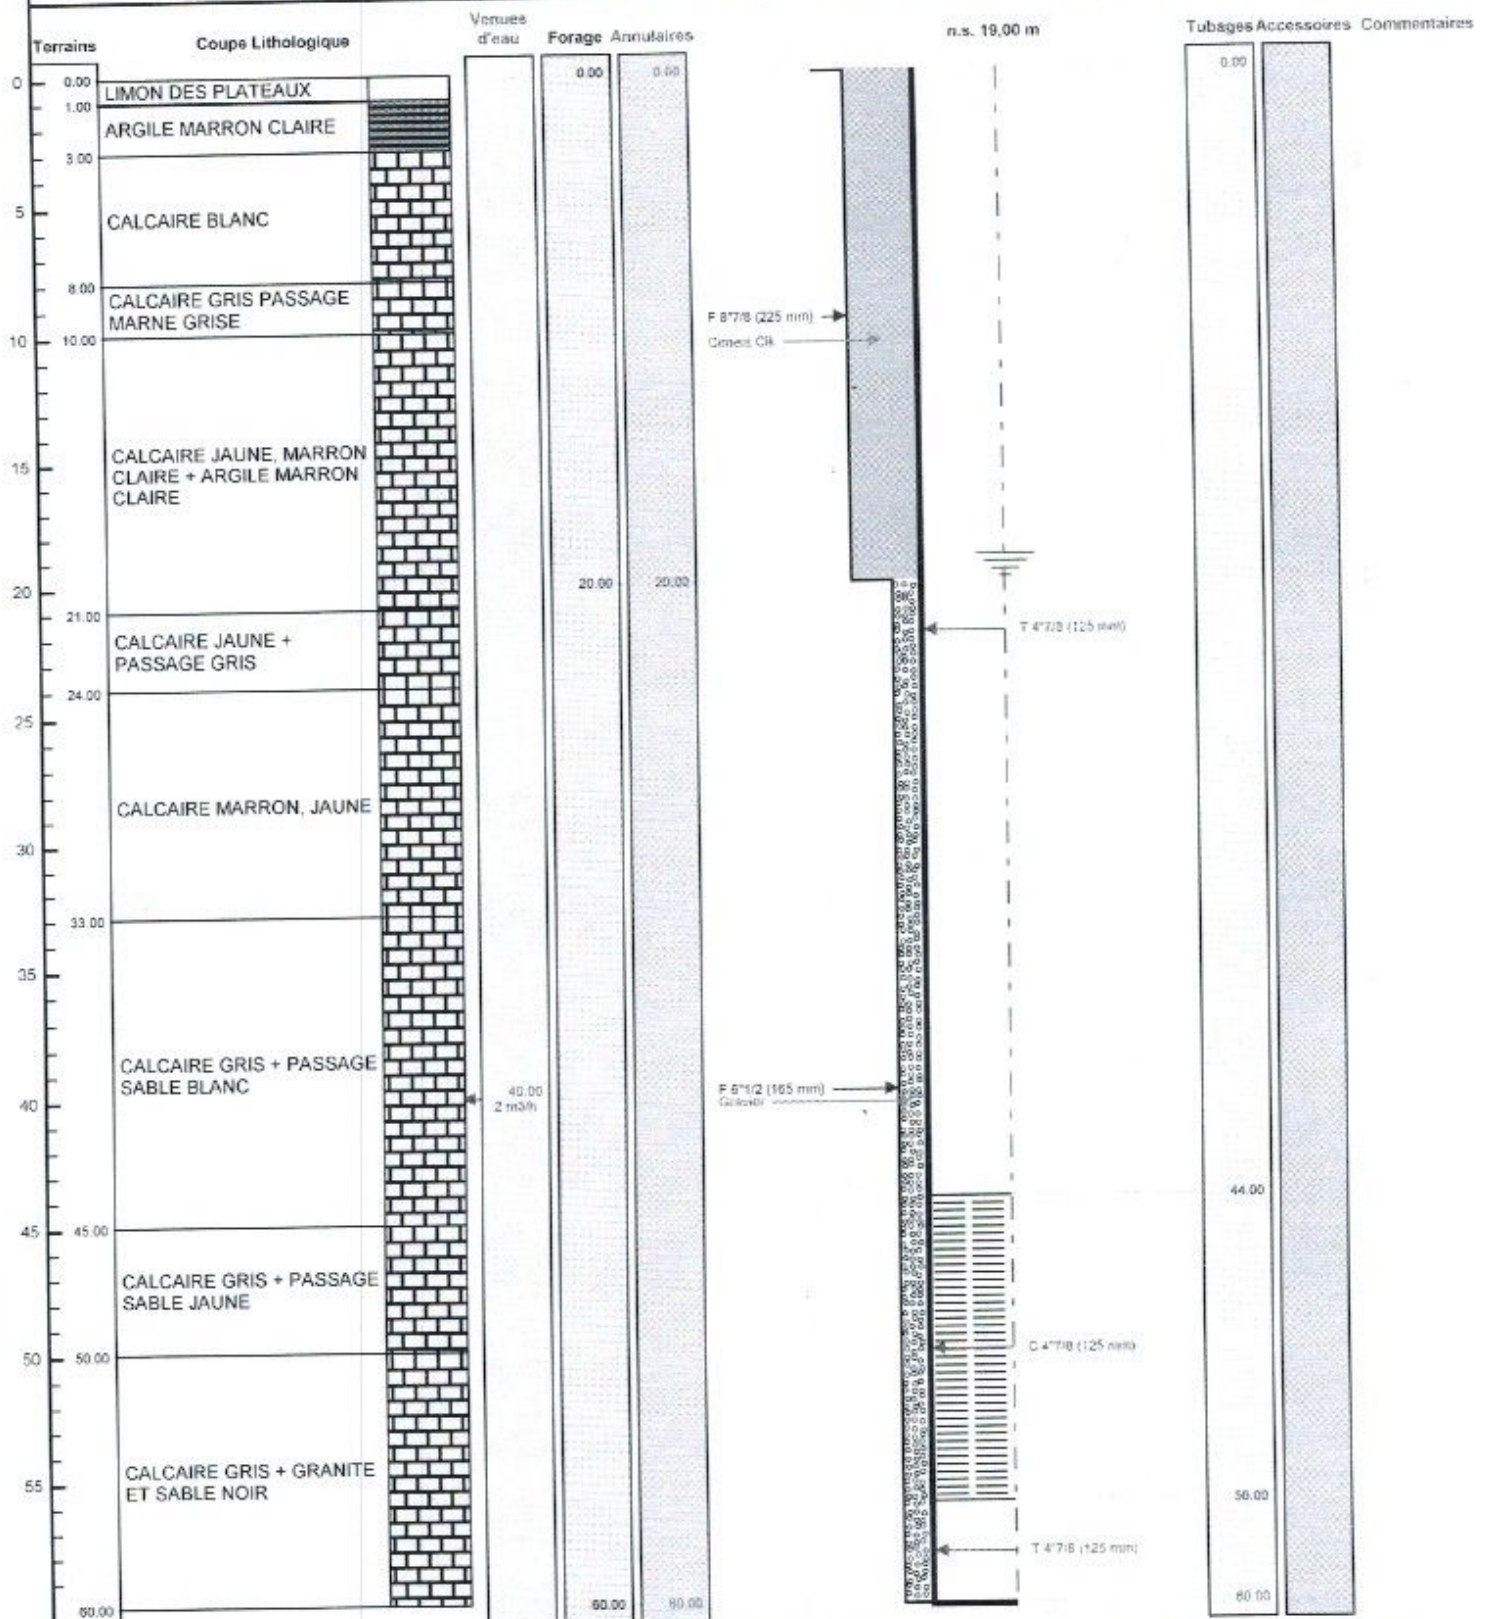 Terrains
Coupe Lithologique
Venues
d'eau
Forage
Annulaires
n.s. 19,00 m
Tubages
Accessoires
Commentaires
0
0.00
LIMON DES PLATEAUX
0.00
0.00
0.00
1.00
ARGILE MARRON CLAIRE
3.00
5
CALCAIRE BLANC
8.00
CALCAIRE GRIS PASSAGE
MARNE GRISE
F 8"7/8 (225 mm)
10
10.00
CALCAIRE JAUNE, MARRON
CLAIRE + ARGILE MARRON
CLAIRE
15
20
20.00
20.00
21.00
T 4"7/8 (125 mm)
CALCAIRE JAUNE +
PASSAGE GRIS
24.00
25
CALCAIRE MARRON, JAUNE
30
33.00
35
CALCAIRE GRIS + PASSAGE
SABLE BLANC
40
40.00
2 m3/h
F 6"1/2 (165 mm)
44.00
45
45.00
CALCAIRE GRIS + PASSAGE
SABLE JAUNE
50
50.00
C 4"7/8 (125 mm)
CALCAIRE GRIS + GRANITE
ET SABLE NOIR
55
56.00
T 4"7/8 (125 mm)
60.00
60.00
60.00
60.00